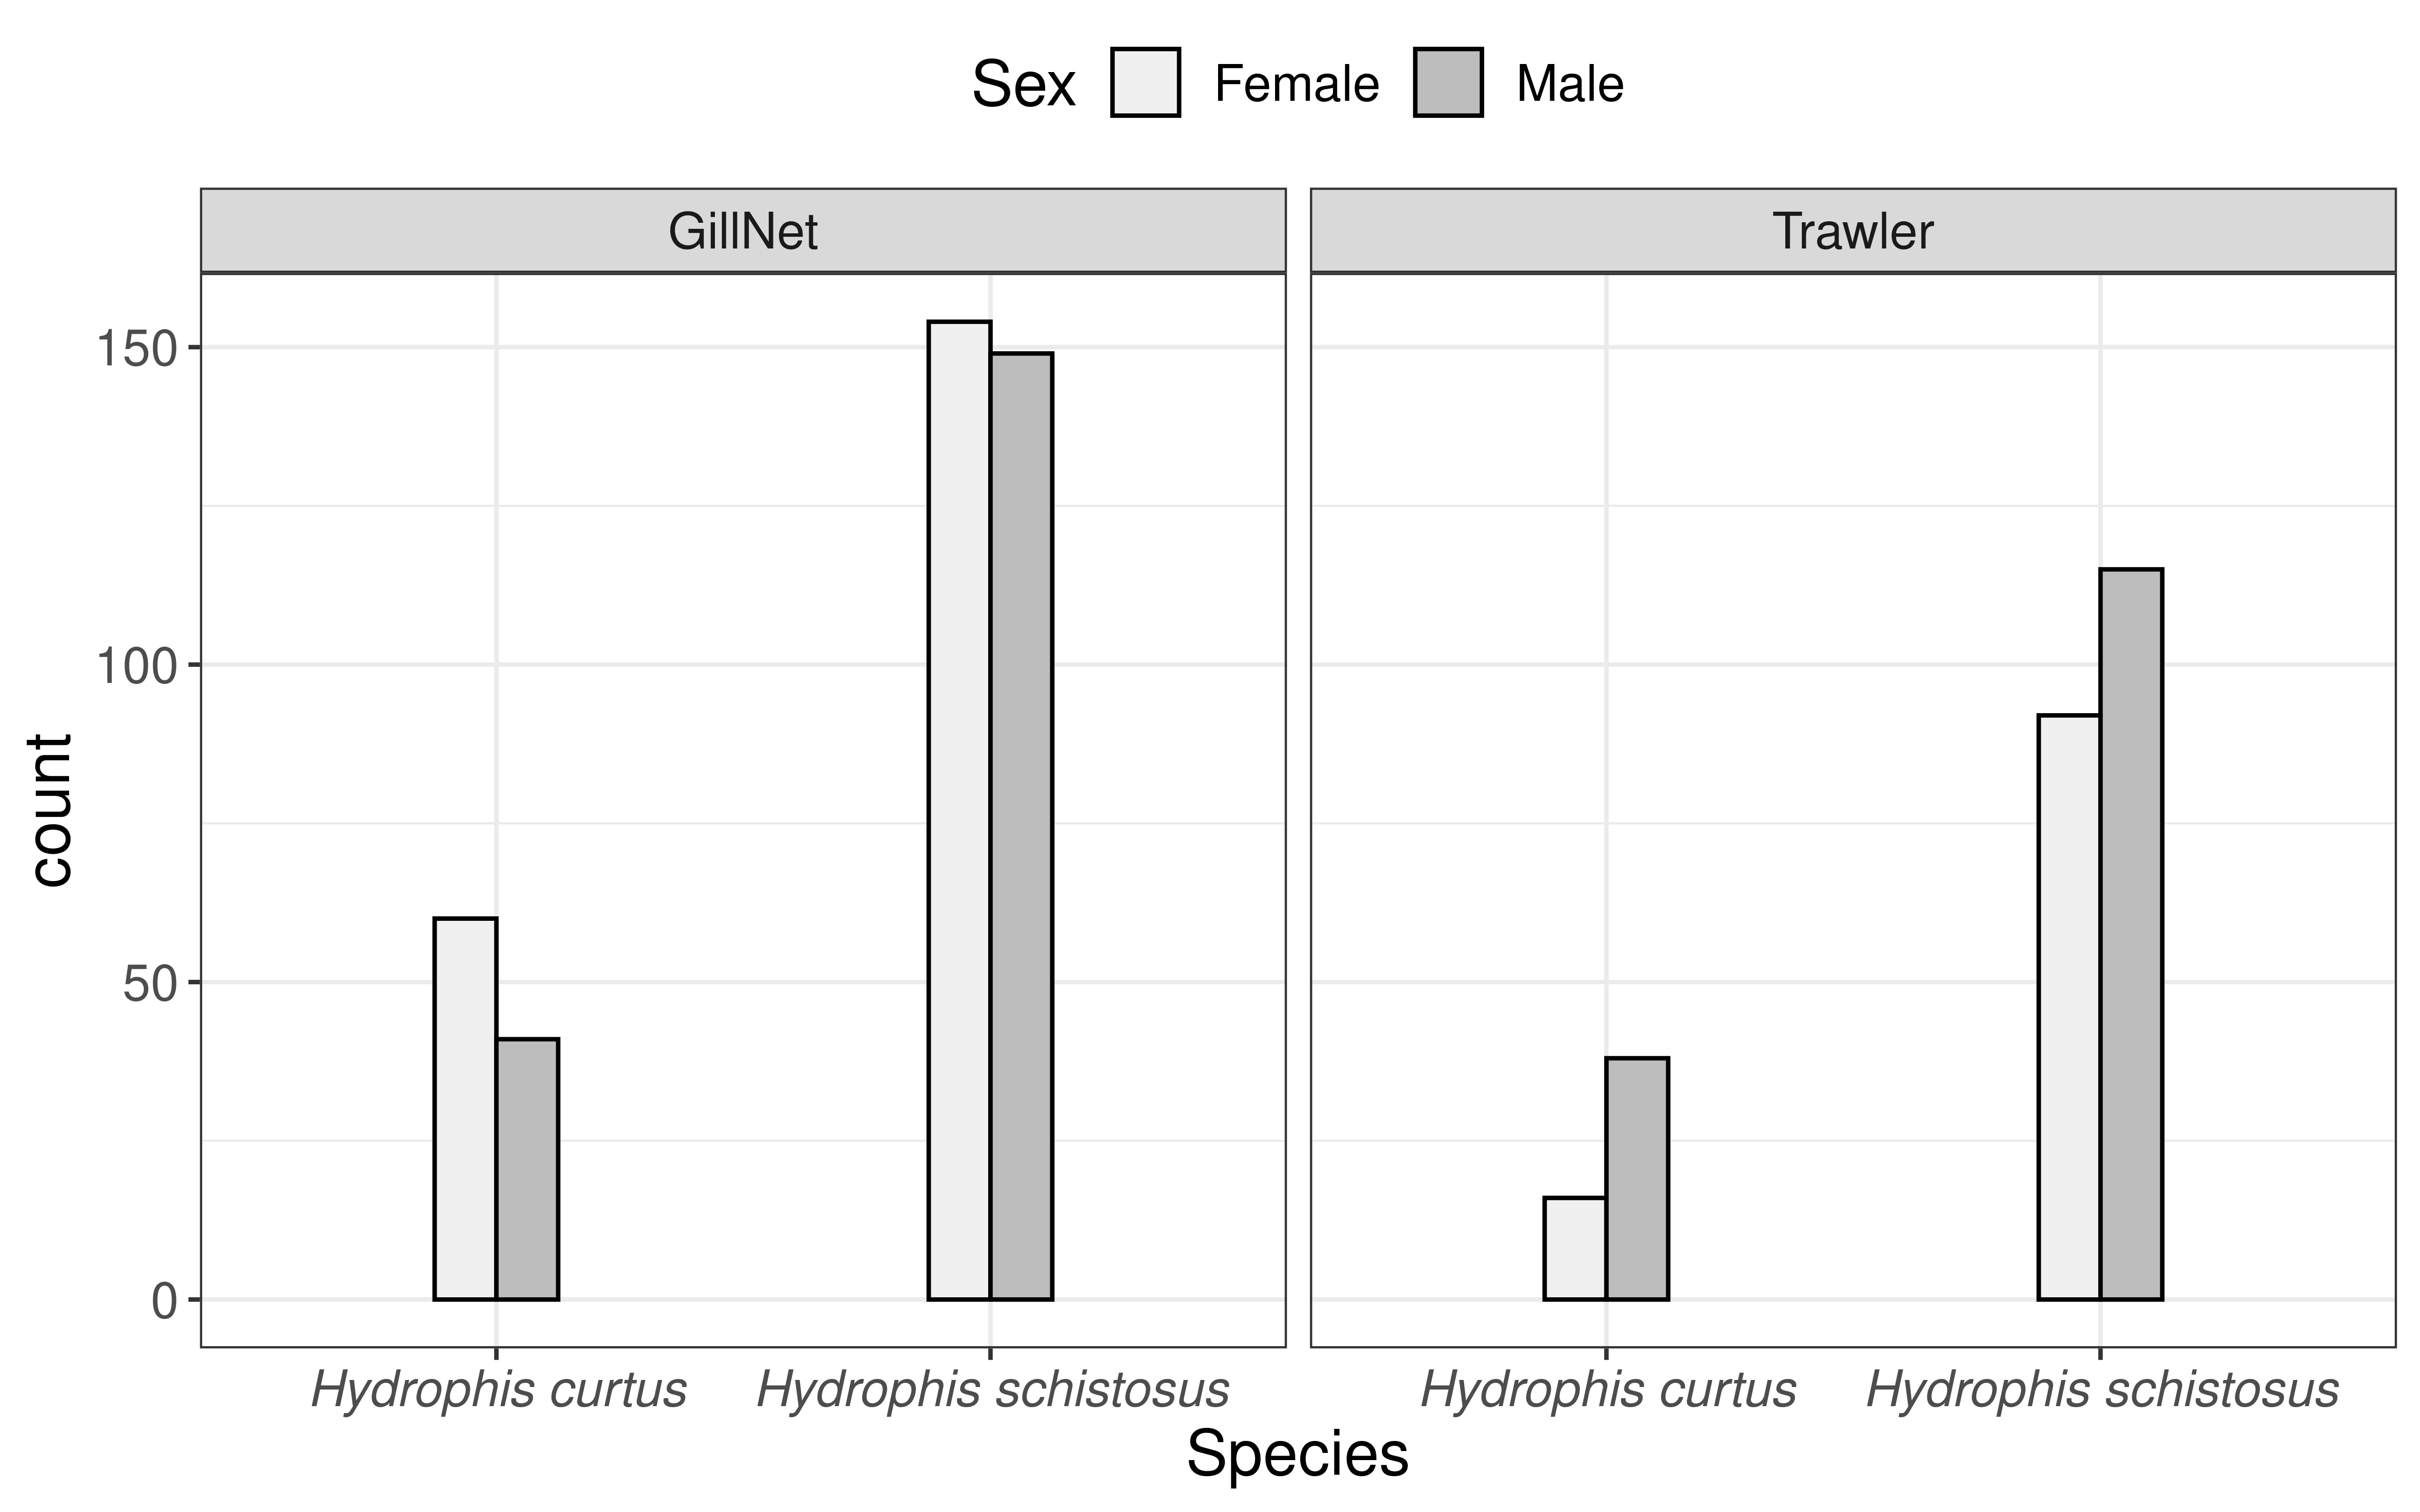 Sex Female Male
GillNet Trawler
150
100
50
0
count
Hydrophis curtus Hydrophis schistosus Hydrophis curtus Hydrophis schistosus
Species